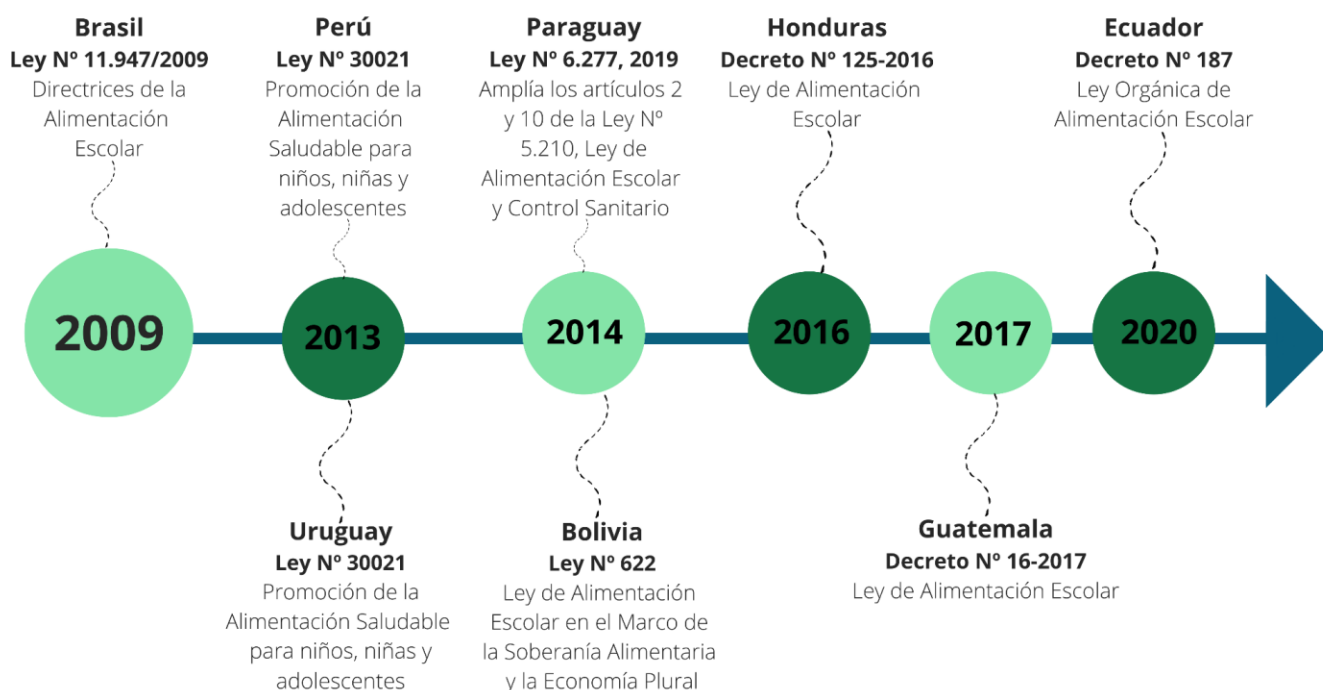 Brasil
Ley Nº 11.947/2009
Directrices de la
Alimentación
Escolar
Perú
Ley Nº 30021
Promoción de la
Alimentación
Saludable para
niños, niñas y
adolescentes
Paraguay
Ley Nº 6.277, 2019
Amplía los artículos 2
y 10 de la Ley Nº
5.210, Ley de
Alimentación Escolar
y Control Sanitario
Honduras
Decreto Nº 125-2016
Ley de Alimentación
Escolar
Ecuador
Decreto Nº 187
Ley Orgánica de
Alimentación Escolar
2009
2013
2014
2016
2017
2020
Uruguay
Ley Nº 30021
Promoción de la
Alimentación Saludable
para niños, niñas y
adolescentes
Bolivia
Ley Nº 622
Ley de Alimentación
Escolar en el Marco de
la Soberanía Alimentaria
y la Economía Plural
Guatemala
Decreto Nº 16-2017
Ley de Alimentación Escolar